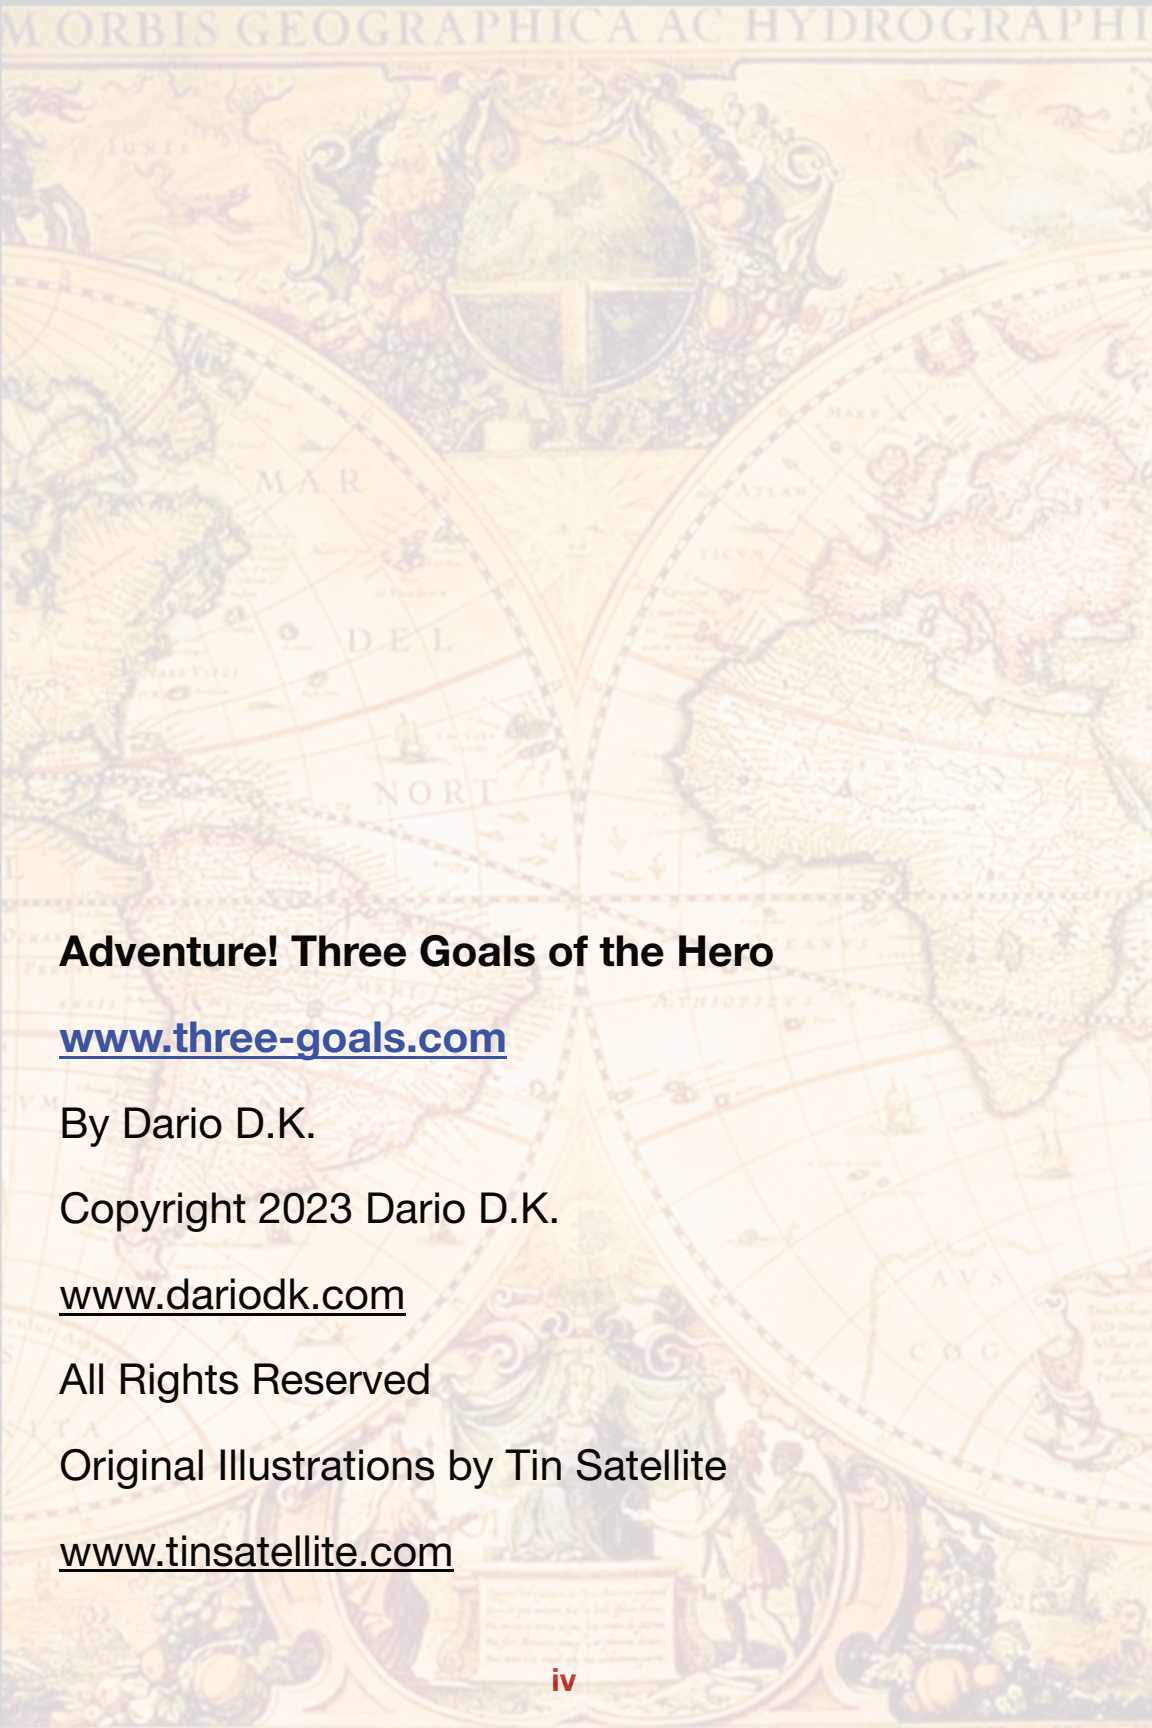 M ORBIS GEOGRAPHICA AC HYDROGRAPHI
MAR
DEL
NORT
Adventure! Three Goals of the Hero
www.three-goals.com
By Dario D.K.
Copyright 2023 Dario D.K.
www.dariodk.com
All Rights Reserved
Original Illustrations by Tin Satellite
www.tinsatellite.com
iv